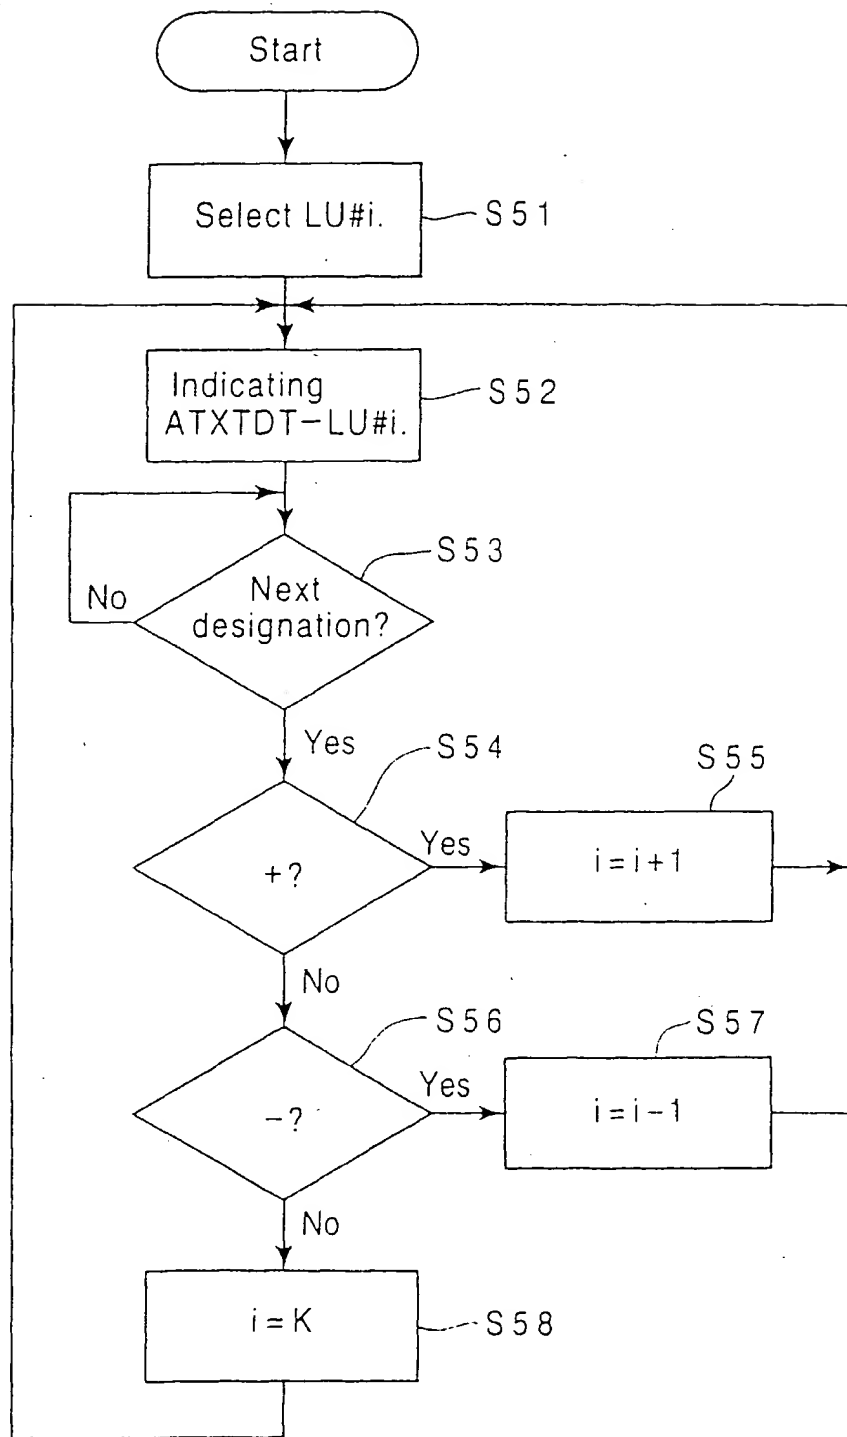 Start
Select LU#i.
S51
Indicating
ATXTDT-LU#i.
S52
S53
Next
designation?
No
Yes
S54
+?
Yes
S55
i=i+1
No
S56
-?
Yes
S57
i=i-1
No
i=K
S58